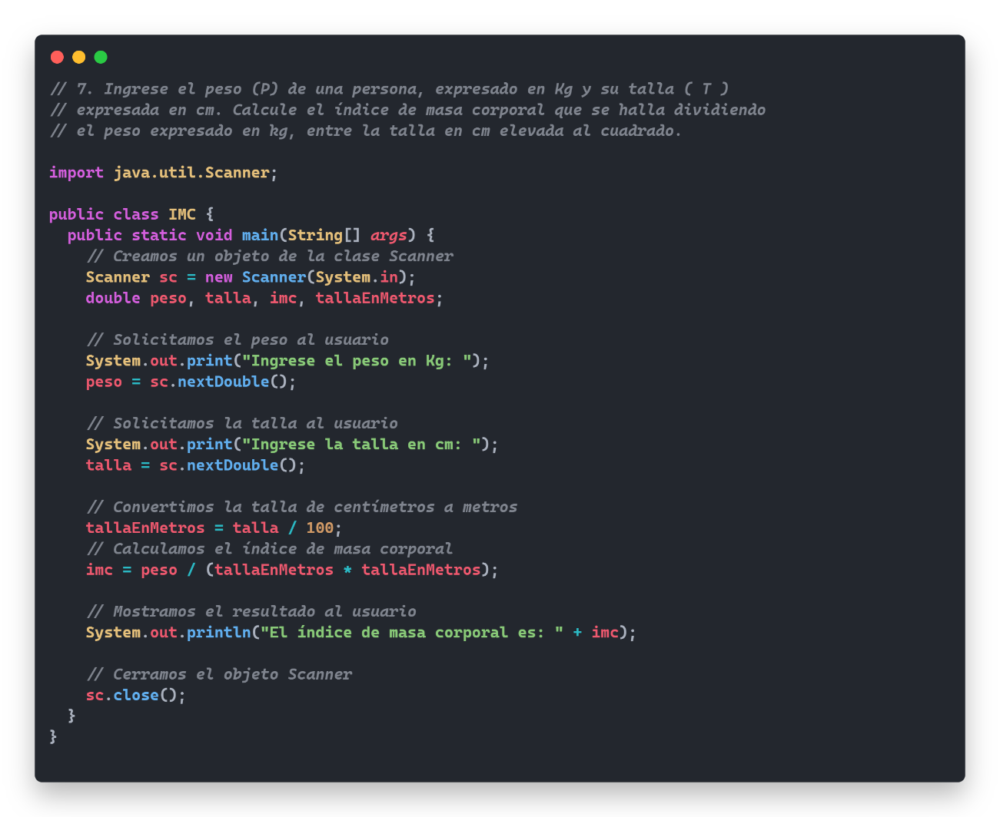 // 7. Ingrese el peso (P) de una persona, expresado en Kg y su talla ( T )
// expresada en cm. Calcule el índice de masa corporal que se halla dividiendo
// el peso expresado en kg, entre la talla en cm elevada al cuadrado.
import java.util.Scanner;
public class IMC {
public static void main(String[] args) {
// Creamos un objeto de la clase Scanner
Scanner sc = new Scanner(System.in);
double peso, talla, imc, tallaEnMetros;
// Solicitamos el peso al usuario
System.out.print("Ingrese el peso en Kg: ");
peso = sc.nextDouble();
// Solicitamos la talla al usuario
System.out.print("Ingrese la talla en cm: ");
talla = sc.nextDouble();
// Convertimos la talla de centímetros a metros
tallaEnMetros = talla / 100;
// Calculamos el índice de masa corporal
imc = peso / (tallaEnMetros * tallaEnMetros);
// Mostramos el resultado al usuario
System.out.println("El índice de masa corporal es: " + imc);
// Cerramos el objeto Scanner
sc.close();
}
}